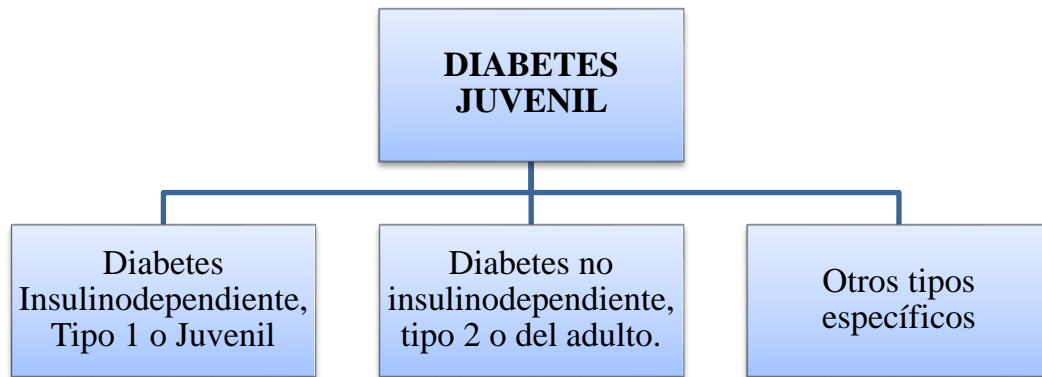 DIABETES
JUVENIL
Diabetes
Insulinodependiente,
Tipo 1 o Juvenil
Diabetes no
insulinodependiente,
tipo 2 o del adulto.
Otros tipos
específicos